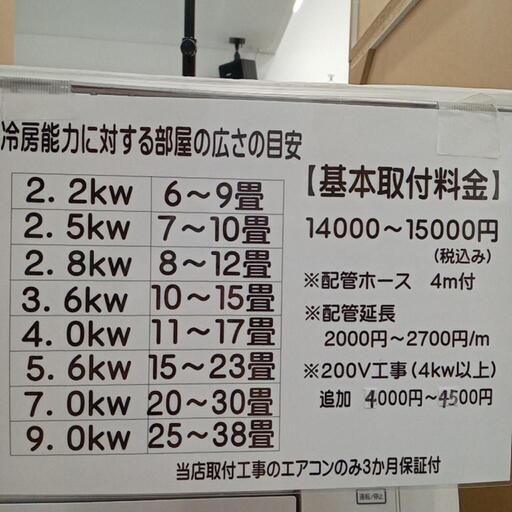 冷房能力に対する部屋の広さの目安
2.2kw 6〜9畳
2.5kw 7〜10畳
2.8kw 8〜12畳
3.6kw 10〜15畳
4.0kw 11〜17畳
5.6kw 15〜23畳
7.0kw 20〜30畳
9.0kw 25〜38畳
【基本取付料金】
14000〜15000円
(税込み)
※配管ホース 4m付
※配管延長
2000円〜2700円/m
※200V工事(4kw以上)
追加 4000円〜4500円
当店取付工事のエアコンのみ3か月保証付
運転/停止